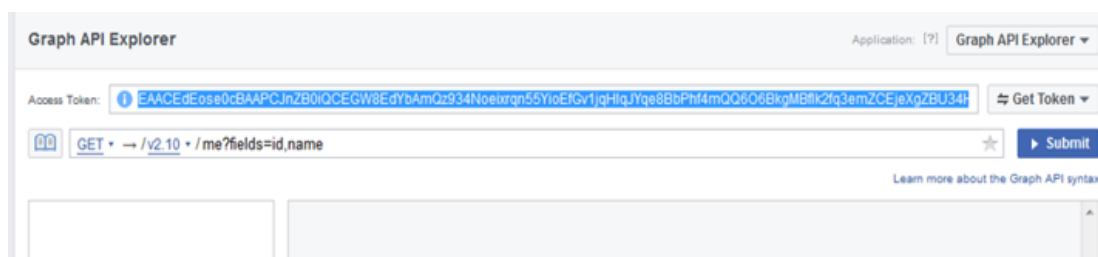 Graph API Explorer Application: [?] Graph API Explorer
Access Token: EAACEdEose0cBAAPCJnZB0iQCEGW8EdYbAmQz934Noeixrqn55YioEfGv1jqHIqJYqe8BbPhf4mQQ6O6BkgMBflk2fq3emZCEjeXgZBU34H Get Token
GET → /v2.10 /me?fields=id,name Submit
Learn more about the Graph API syntax